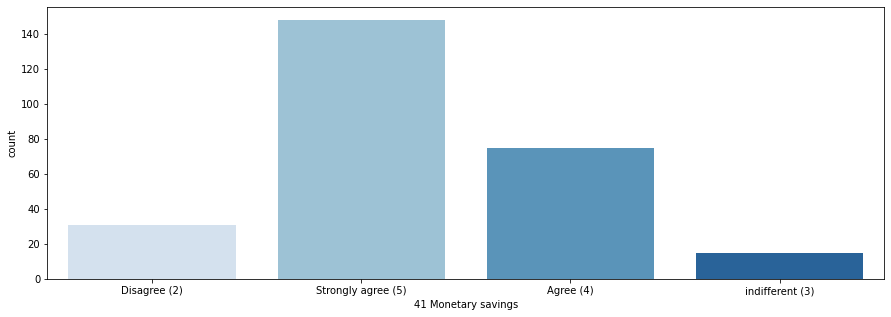 140
120
100
80
60
40
20
0
count
Disagree (2) Strongly agree (5) Agree (4) indifferent (3)
41 Monetary savings